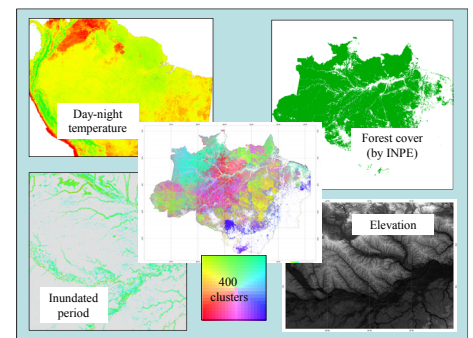 Day-night
temperature
Forest cover
(by INPE)
Elevation
Inundated
period
400
clusters